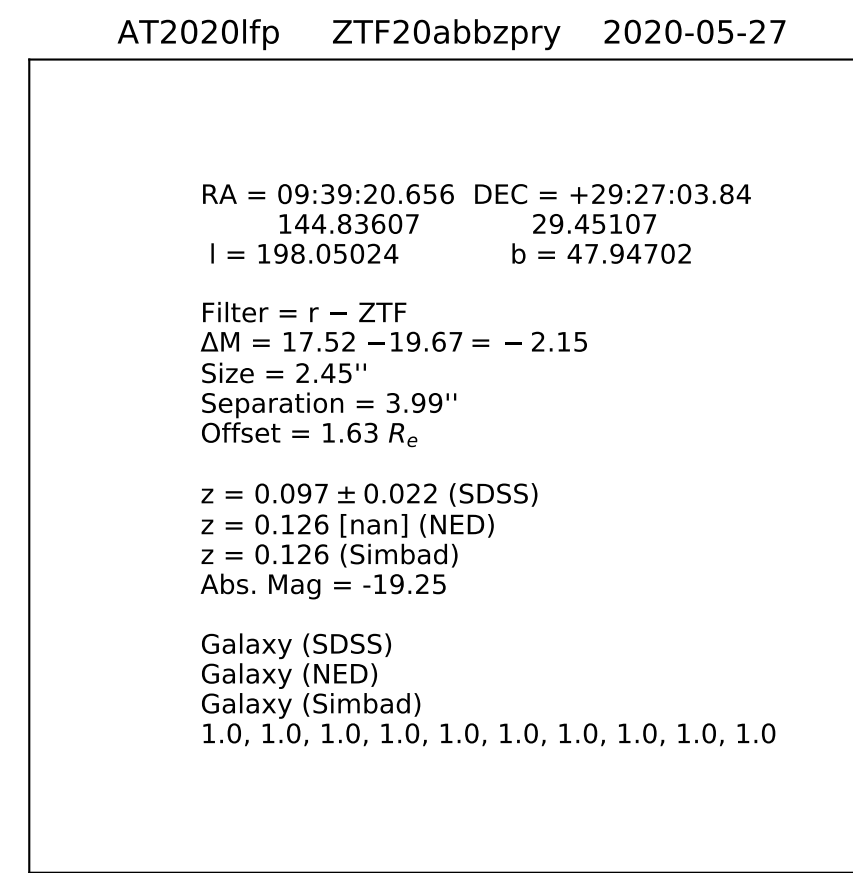 AT2020lfp ZTF20abbzpry 2020-05-27
RA = 09:39:20.656 DEC = +29:27:03.84
144.83607 29.45107
l = 198.05024 b = 47.94702
Filter = r − ZTF
ΔM = 17.52 −19.67 = − 2.15
Size = 2.45''
Separation = 3.99''
Offset = 1.63 Rₑ
z = 0.097 ± 0.022 (SDSS)
z = 0.126 [nan] (NED)
z = 0.126 (Simbad)
Abs. Mag = -19.25
Galaxy (SDSS)
Galaxy (NED)
Galaxy (Simbad)
1.0, 1.0, 1.0, 1.0, 1.0, 1.0, 1.0, 1.0, 1.0, 1.0